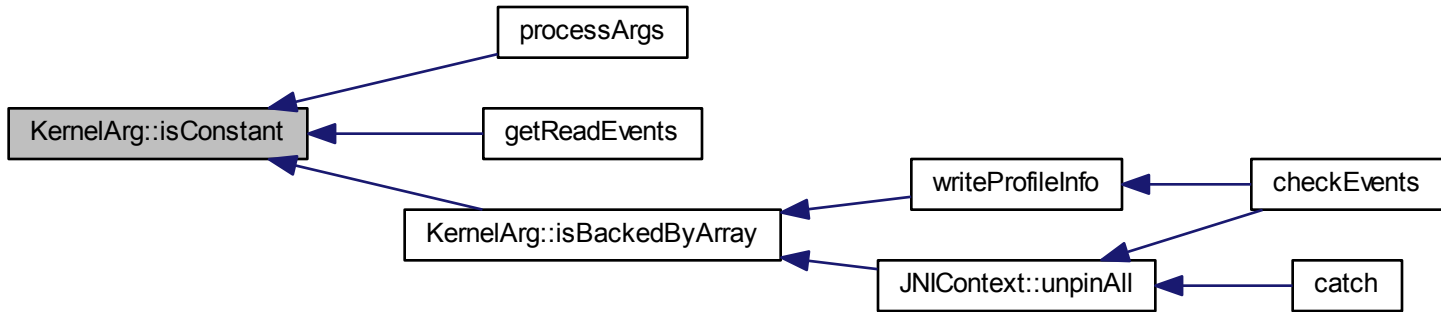 processArgs
KernelArg::isConstant
getReadEvents
writeProfileInfo
checkEvents
KernelArg::isBackedByArray
JNIContext::unpinAll
catch